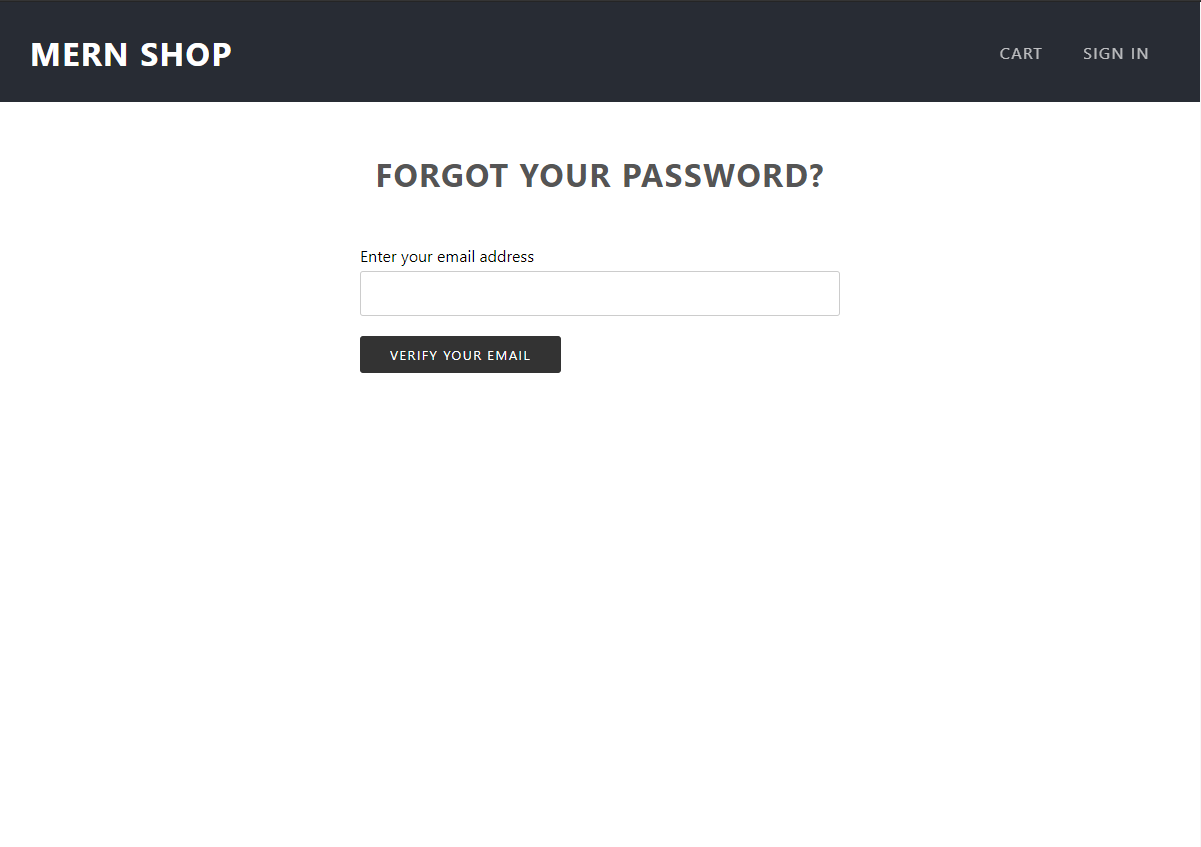 MERN SHOP
CART
SIGN IN
FORGOT YOUR PASSWORD?
Enter your email address
VERIFY YOUR EMAIL